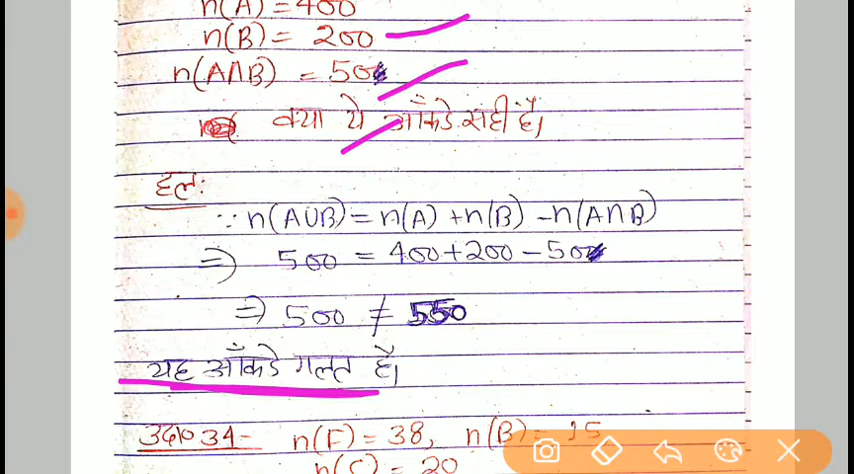 n(A) = 400
n(B) = 200
n(A∩B) = 50
क्या ये आँकडे सही हैं।
हल:
∵ n(A∪B) = n(A) + n(B) - n(A∩B)
⇒ 500 = 400 + 200 - 50
⇒ 500 ≠ 550
यह आँकडे गलत हैं।
उदा० 34- n(F) = 38, n(B) = 15
n(C) = 20